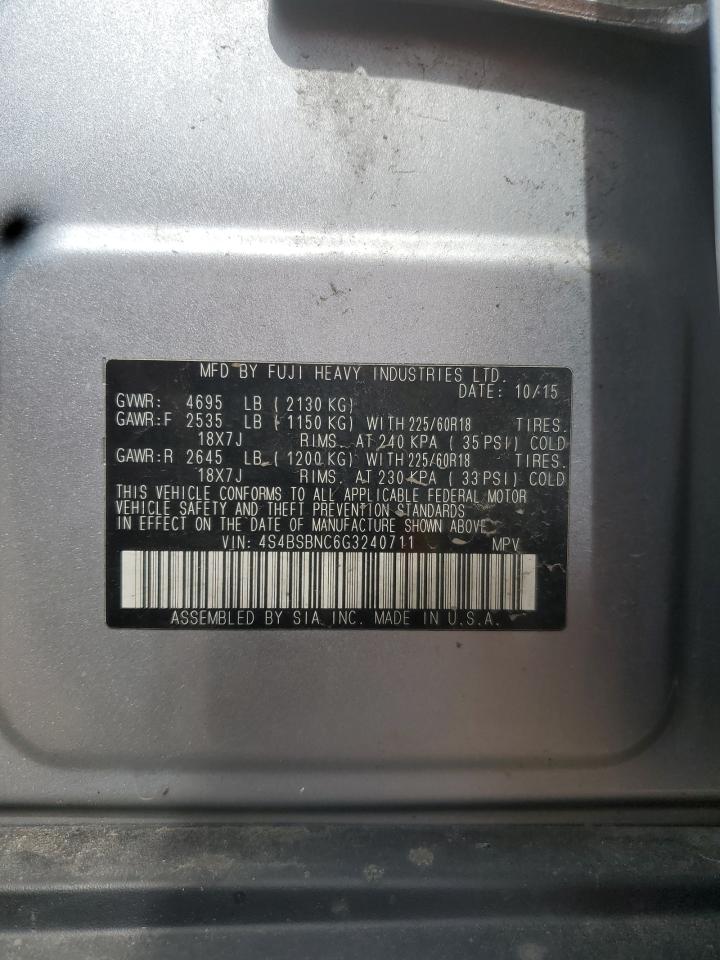 MFD BY FUJI HEAVY INDUSTRIES LTD.
DATE: 10/15
GVWR: 4695 LB (2130 KG)
GAWR:F 2535 LB (1150 KG) WITH 225/60R18 TIRES.
18X7J RIMS. AT 240 KPA (35 PSI) COLD
GAWR:R 2645 LB (1200 KG) WITH 225/60R18 TIRES.
18X7J RIMS. AT 230 KPA (33 PSI) COLD
THIS VEHICLE CONFORMS TO ALL APPLICABLE FEDERAL MOTOR
VEHICLE SAFETY AND THEFT PREVENTION STANDARDS
IN EFFECT ON THE DATE OF MANUFACTURE SHOWN ABOVE.
VIN: 4S4BSBNC6G3240711 MPV
ASSEMBLED BY SIA, INC. MADE IN U.S.A.